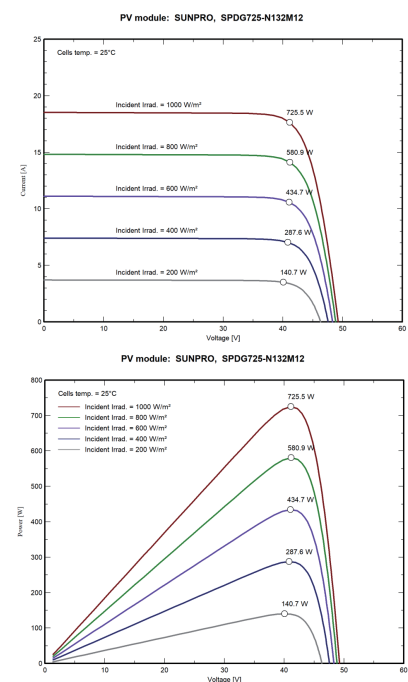 PV module: SUNPRO, SPDG725-N132M12
25
Cells temp. = 25°C
20
Incident Irrad. = 1000 W/m²
725.5 W
15
Incident Irrad. = 800 W/m²
580.9 W
Current [A]
Incident Irrad. = 600 W/m²
434.7 W
10
Incident Irrad. = 400 W/m²
287.6 W
5
Incident Irrad. = 200 W/m²
140.7 W
0
0 10 20 30 40 50 60
Voltage [V]
PV module: SUNPRO, SPDG725-N132M12
800
Cells temp. = 25°C
Incident Irrad. = 1000 W/m²
Incident Irrad. = 800 W/m²
Incident Irrad. = 600 W/m²
Incident Irrad. = 400 W/m²
Incident Irrad. = 200 W/m²
725.5 W
700
600
580.9 W
500
434.7 W
Power [W]
400
300
287.6 W
200
140.7 W
100
0
0 10 20 30 40 50 60
Voltage [V]